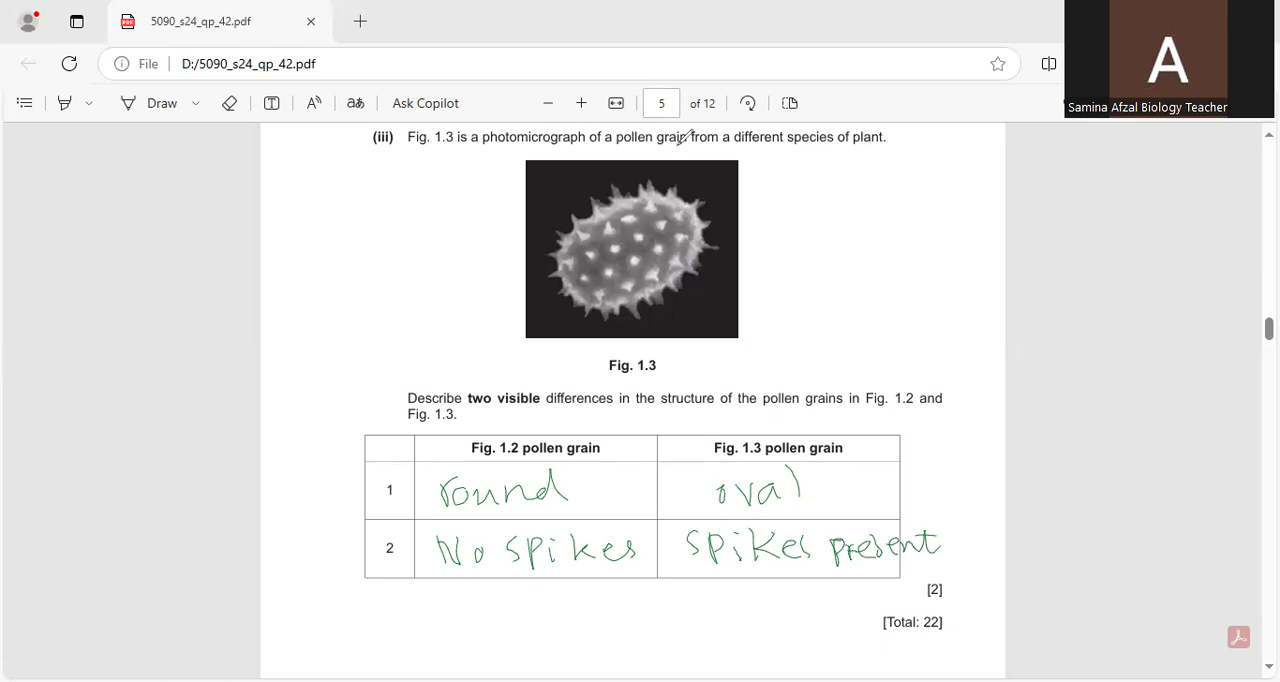 5090_s24_qp_42.pdf
File D:/5090_s24_qp_42.pdf
Draw aあ Ask Copilot 5 of 12
A
Samina Afzal Biology Teacher
(iii) Fig. 1.3 is a photomicrograph of a pollen grain from a different species of plant.
Fig. 1.3
Describe two visible differences in the structure of the pollen grains in Fig. 1.2 and
Fig. 1.3.
Fig. 1.2 pollen grain Fig. 1.3 pollen grain
1 round oval
2 No spikes spikes present
[2]
[Total: 22]